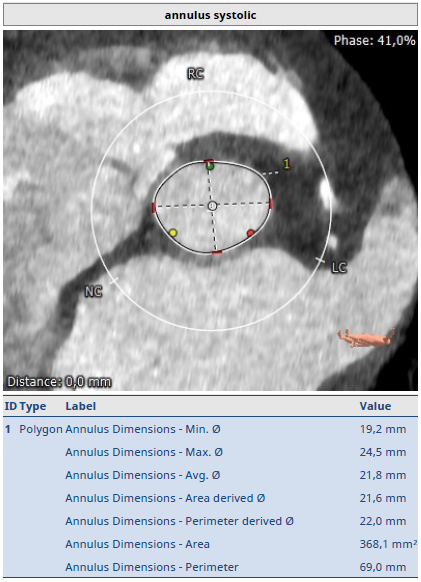 annulus systolic
Phase: 41,0%
RC
1
LC
NC
Distance: 0,0 mm
ID Type Label Value
1 Polygon Annulus Dimensions - Min. Ø 19,2 mm
Annulus Dimensions - Max. Ø 24,5 mm
Annulus Dimensions - Avg. Ø 21,8 mm
Annulus Dimensions - Area derived Ø 21,6 mm
Annulus Dimensions - Perimeter derived Ø 22,0 mm
Annulus Dimensions - Area 368,1 mm²
Annulus Dimensions - Perimeter 69,0 mm